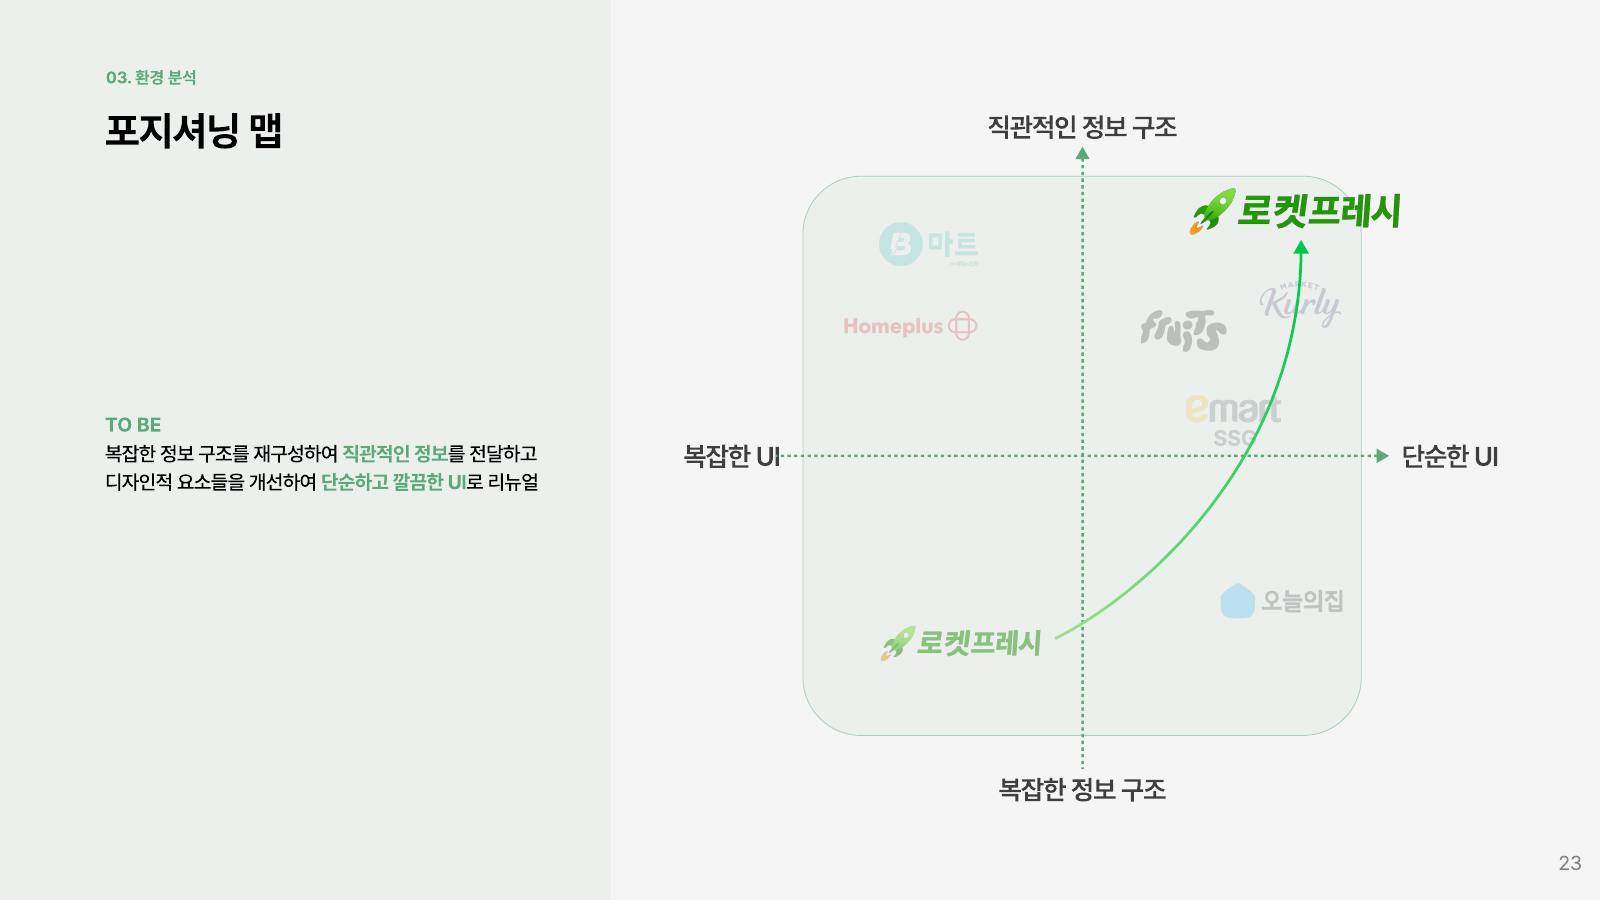 03. 환경 분석
포지셔닝 맵
TO BE
복잡한 정보 구조를 재구성하여 직관적인 정보를 전달하고
디자인적 요소들을 개선하여 단순하고 깔끔한 UI로 리뉴얼
직관적인 정보 구조
로켓프레시
B마트
MARKET
Kurly
Homeplus
fruits
emart
SSG
복잡한 UI
단순한 UI
오늘의집
로켓프레시
복잡한 정보 구조
23